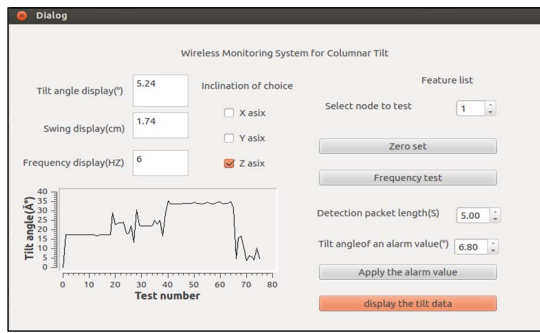 Dialog
Wireless Monitoring System for Columnar Tilt
Tilt angle display(°)
5.24
Swing display(cm)
1.74
Frequency display(HZ)
6
Inclination of choice
X asix
Y asix
Z asix
Feature list
Select node to test
1
Zero set
Frequency test
Detection packet length(S)
5.00
Tilt angleof an alarm value(°)
6.80
Apply the alarm value
display the tilt data
Tilt angle(Â°)
40
35
30
25
20
15
10
5
0
0 10 20 30 40 50 60 70 80
Test number